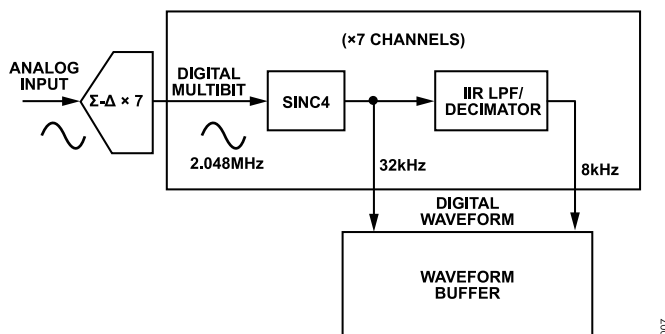 (×7 CHANNELS)
ANALOG
INPUT
Σ-Δ × 7
DIGITAL
MULTIBIT
2.048MHz
SINC4
IIR LPF/
DECIMATOR
32kHz
8kHz
DIGITAL
WAVEFORM
WAVEFORM
BUFFER
007